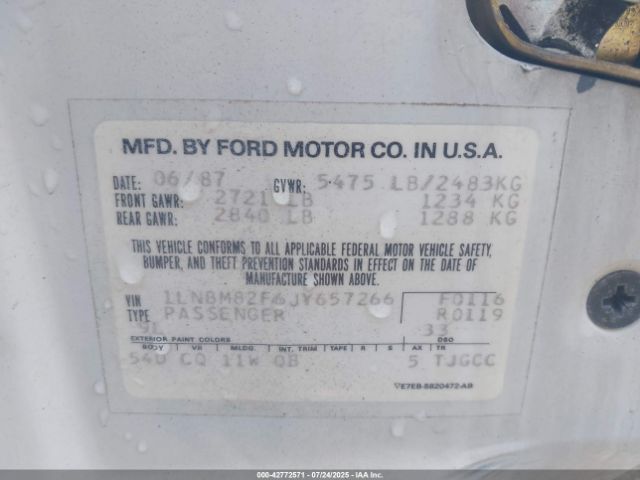 MFD. BY FORD MOTOR CO. IN U.S.A.
DATE: 06/87 GVWR: 5475 LB/2483KG
FRONT GAWR: 2721 LB 1234 KG
REAR GAWR: 2840 LB 1288 KG
THIS VEHICLE CONFORMS TO ALL APPLICABLE FEDERAL MOTOR VEHICLE SAFETY,
BUMPER, AND THEFT PREVENTION STANDARDS IN EFFECT ON THE DATE OF
MANUFACTURE SHOWN ABOVE.
VIN 1LNBM82F6JY657266 F0116
TYPE PASSENGER R0119
9L 33
EXTERIOR PAINT COLORS DSO
BODY VR MLDG. INT. TRIM TAPE R S AX TR
54D CQ 11W QB 5 TJGCC
VE7EB-5820472-AB
000-42772571 - 07/24/2025 - IAAI.COM